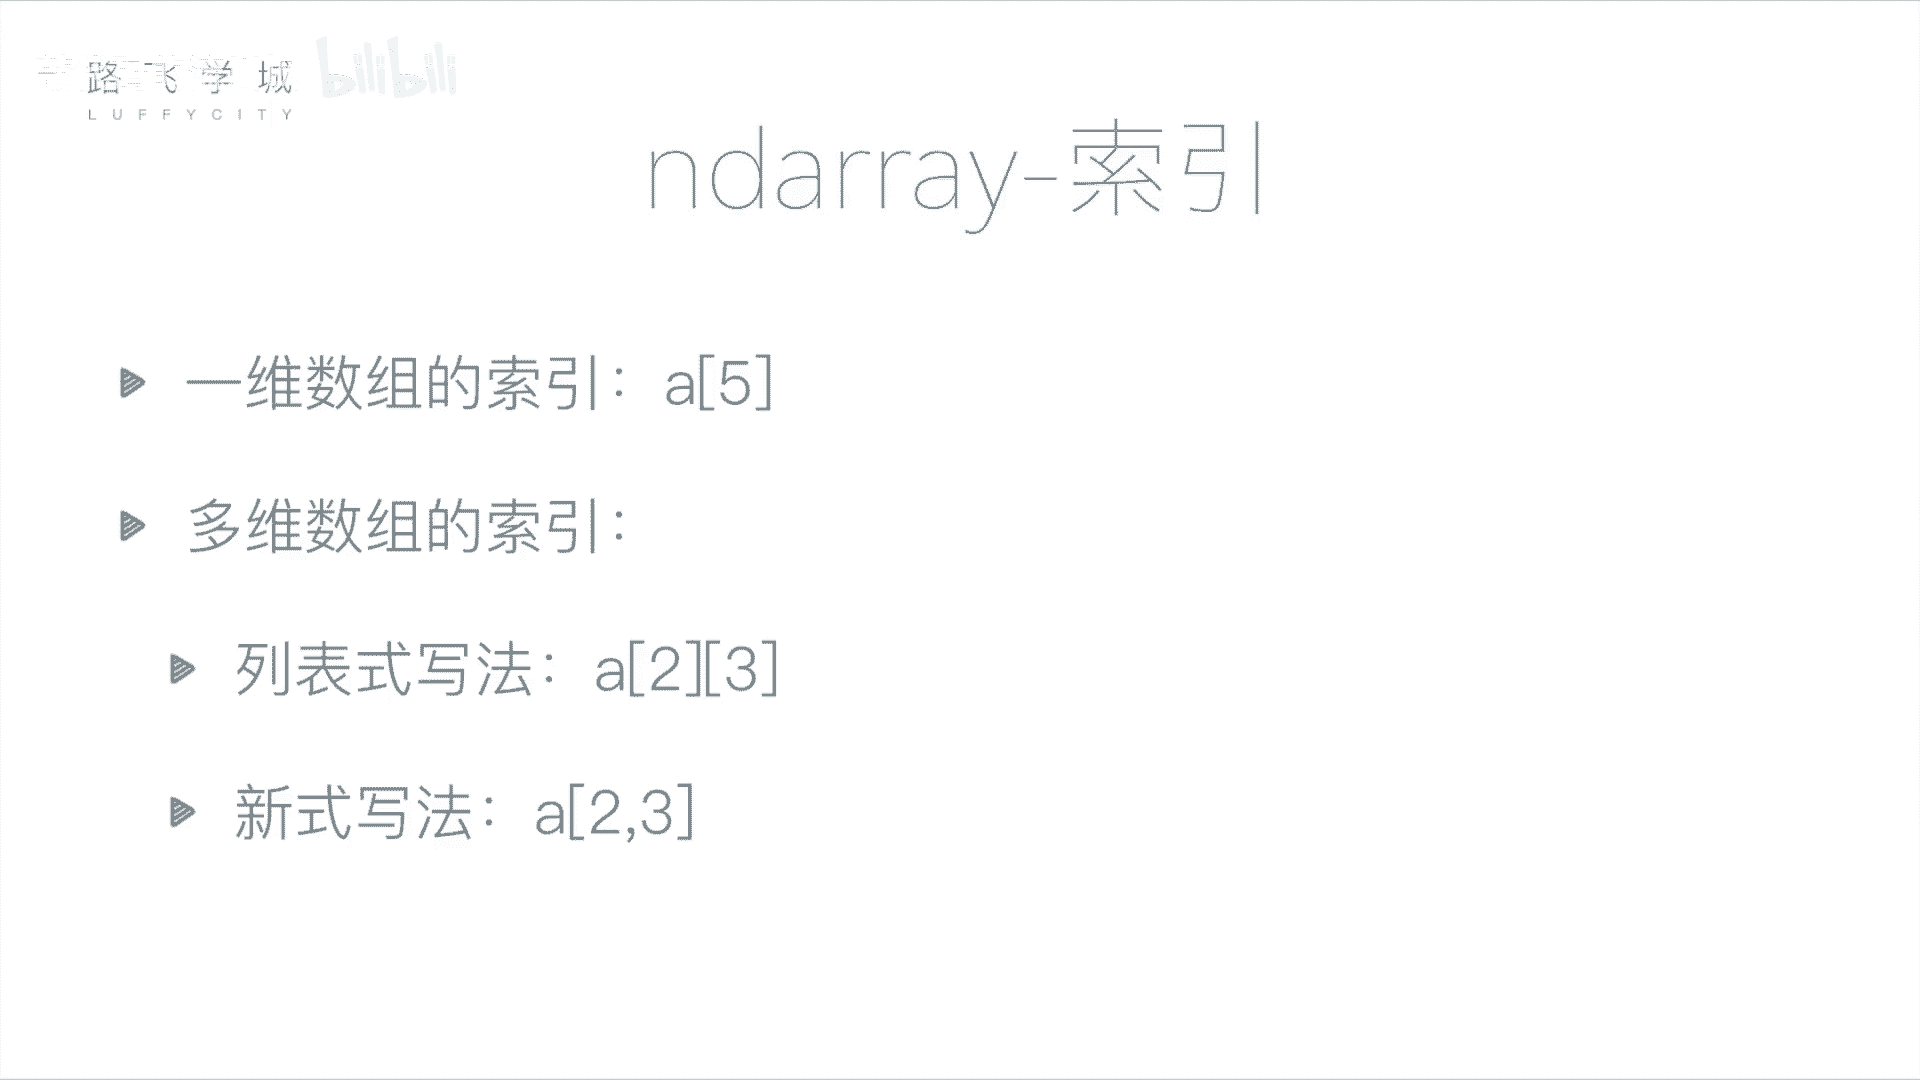 路飞学城
LUFFYCITY
bilibili
ndarray-索引
一维数组的索引：a[5]
多维数组的索引：
列表式写法：a[2][3]
新式写法：a[2,3]